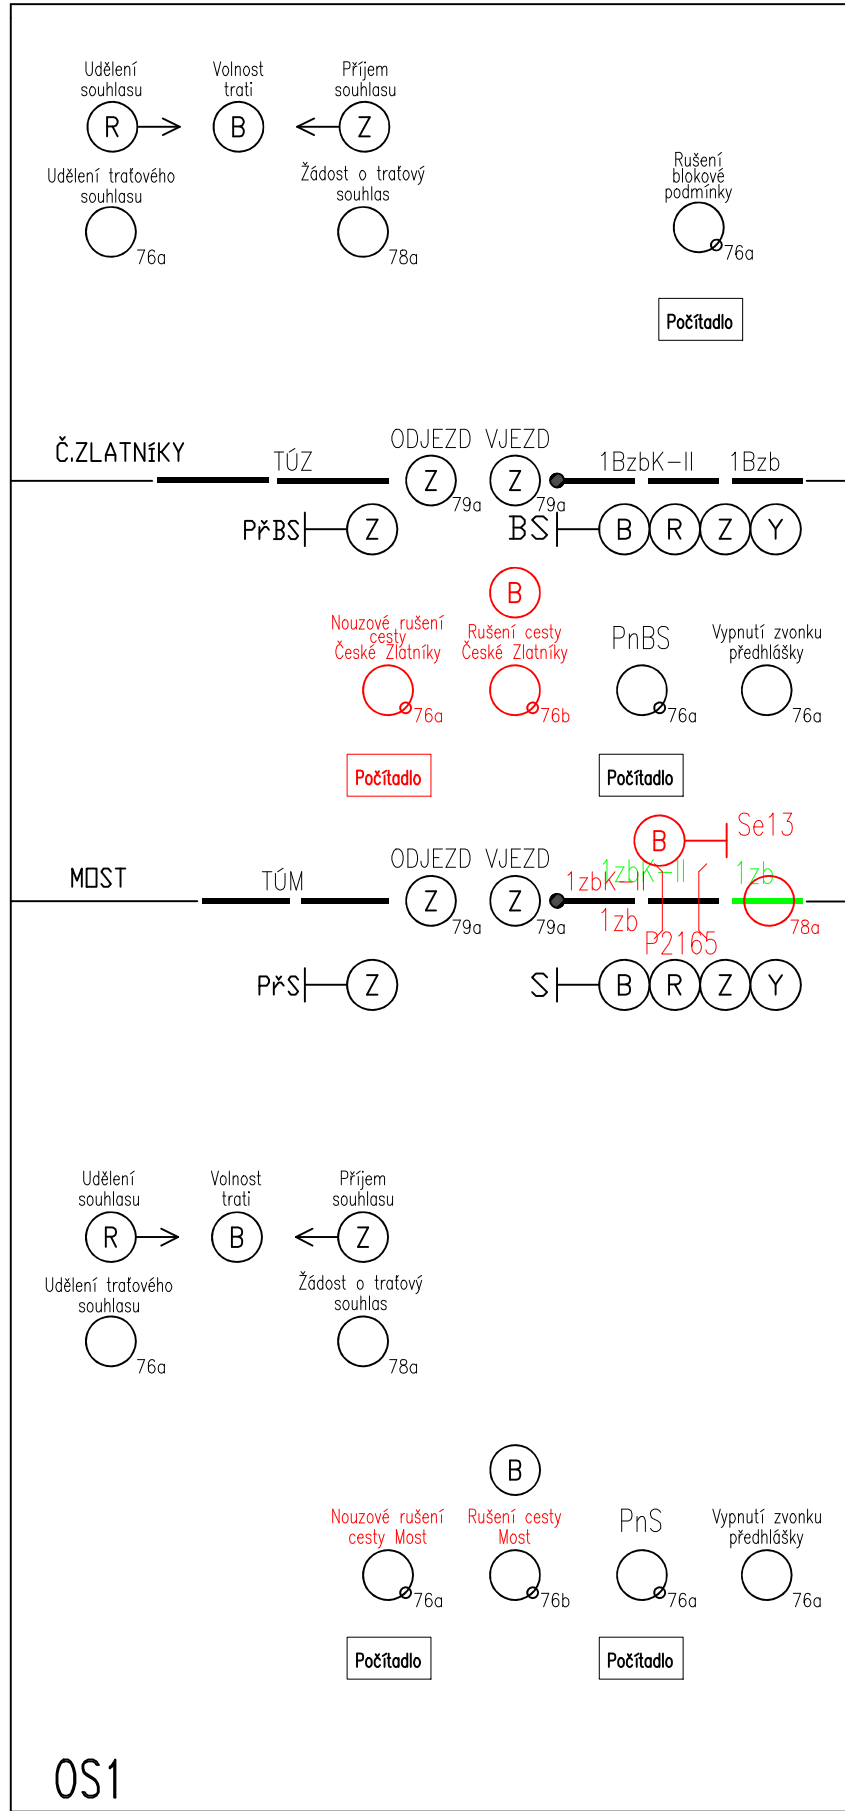 Udělení
souhlasu
Volnost
trati
Příjem
souhlasu
R
B
Z
Udělení traťového
souhlasu
76a
Žádost o traťový
souhlas
78a
Rušení
blokové
podmínky
76a
Počítadlo
Č.ZLATNíKY
TÚZ
ODJEZD
VJEZD
1BzbK-II
1Bzb
Z
79a
Z
79a
PřBS
Z
BS
B
R
Z
Y
B
Nouzové rušení
cesty
České Zlatníky
76a
Rušení cesty
České Zlatníky
76b
PnBS
76a
Vypnutí zvonku
předhlášky
76a
Počítadlo
Počítadlo
B
Se13
MOST
TÚM
ODJEZD
VJEZD
1zbK-II
1zbK-II
1zb
Z
79a
Z
79a
1zb
P2165
78a
PřS
Z
S
B
R
Z
Y
Udělení
souhlasu
Volnost
trati
Příjem
souhlasu
R
B
Z
Udělení traťového
souhlasu
76a
Žádost o traťový
souhlas
78a
B
Nouzové rušení
cesty Most
76a
Rušení cesty
Most
76b
PnS
76a
Vypnutí zvonku
předhlášky
76a
Počítadlo
Počítadlo
OS1